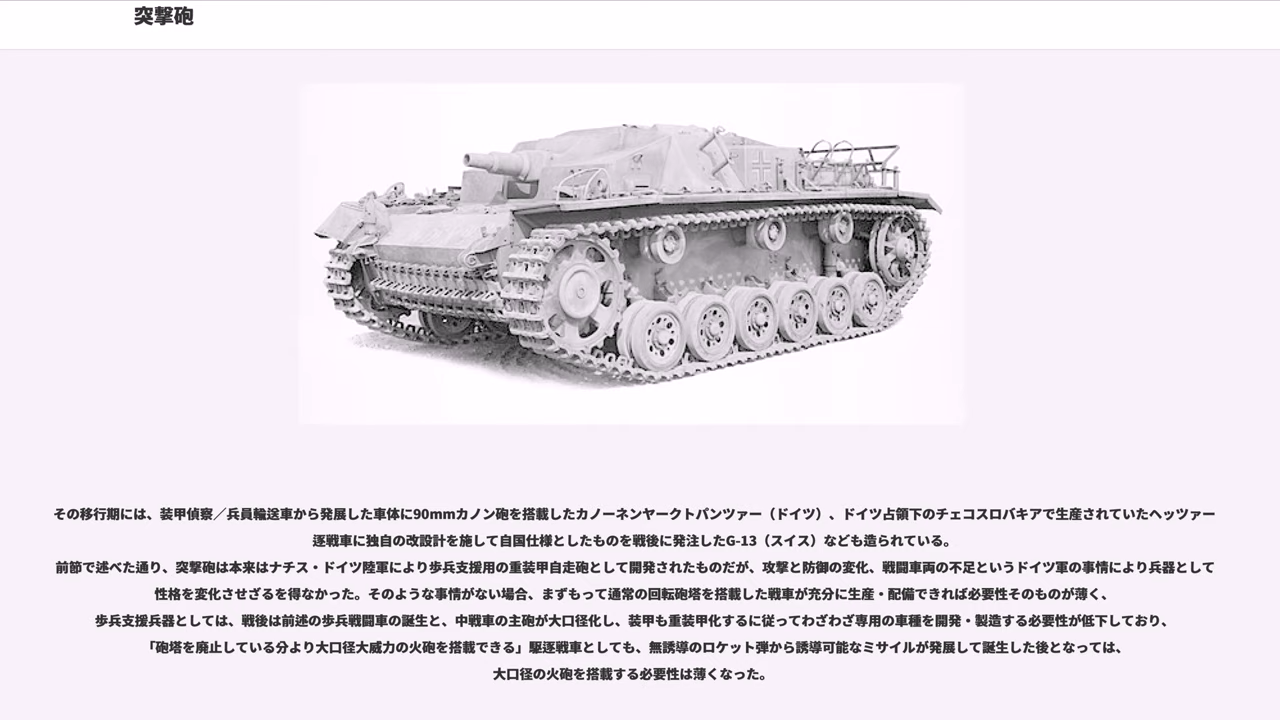 突撃砲
その移行期には、装甲偵察／兵員輸送車から発展した車体に90mmカノン砲を搭載したカノーネンヤークトパンツァー（ドイツ）、ドイツ占領下のチェコスロバキアで生産されていたヘッツァー
逐戦車に独自の改設計を施して自国仕様としたものを戦後に発注したG-13（スイス）なども造られている。
前節で述べた通り、突撃砲は本来はナチス・ドイツ陸軍により歩兵支援用の重装甲自走砲として開発されたものだが、攻撃と防御の変化、戦闘車両の不足というドイツ軍の事情により兵器として
性格を変化させざるを得なかった。そのような事情がない場合、まずもって通常の回転砲塔を搭載した戦車が充分に生産・配備できれば必要性そのものが薄く、
歩兵支援兵器としては、戦後は前述の歩兵戦闘車の誕生と、中戦車の主砲が大口径化し、装甲も重装甲化するに従ってわざわざ専用の車種を開発・製造する必要性が低下しており、
「砲塔を廃止している分より大口径大威力の火砲を搭載できる」駆逐戦車としても、無誘導のロケット弾から誘導可能なミサイルが発展して誕生した後となっては、
大口径の火砲を搭載する必要性は薄くなった。